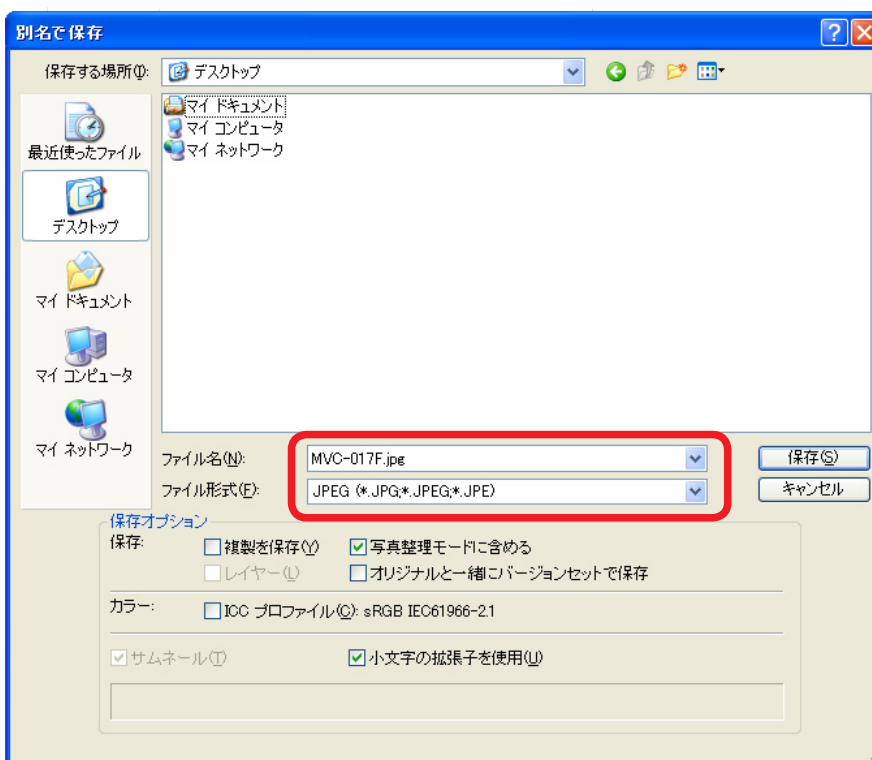 別名で保存
保存する場所(I):
デスクトップ
マイ ドキュメント
マイ コンピュータ
マイ ネットワーク
最近使ったファイル
デスクトップ
マイ ドキュメント
マイ コンピュータ
マイ ネットワーク
ファイル名(N):
MVC-017F.jpg
保存(S)
ファイル形式(F):
JPEG (*.JPG;*.JPEG;*.JPE)
キャンセル
保存オプション
保存:
複製を保存(Y)
写真整理モードに含める
レイヤー(L)
オリジナルと一緒にバージョンセットで保存
カラー:
ICC プロファイル(C): sRGB IEC61966-2.1
サムネール(T)
小文字の拡張子を使用(U)